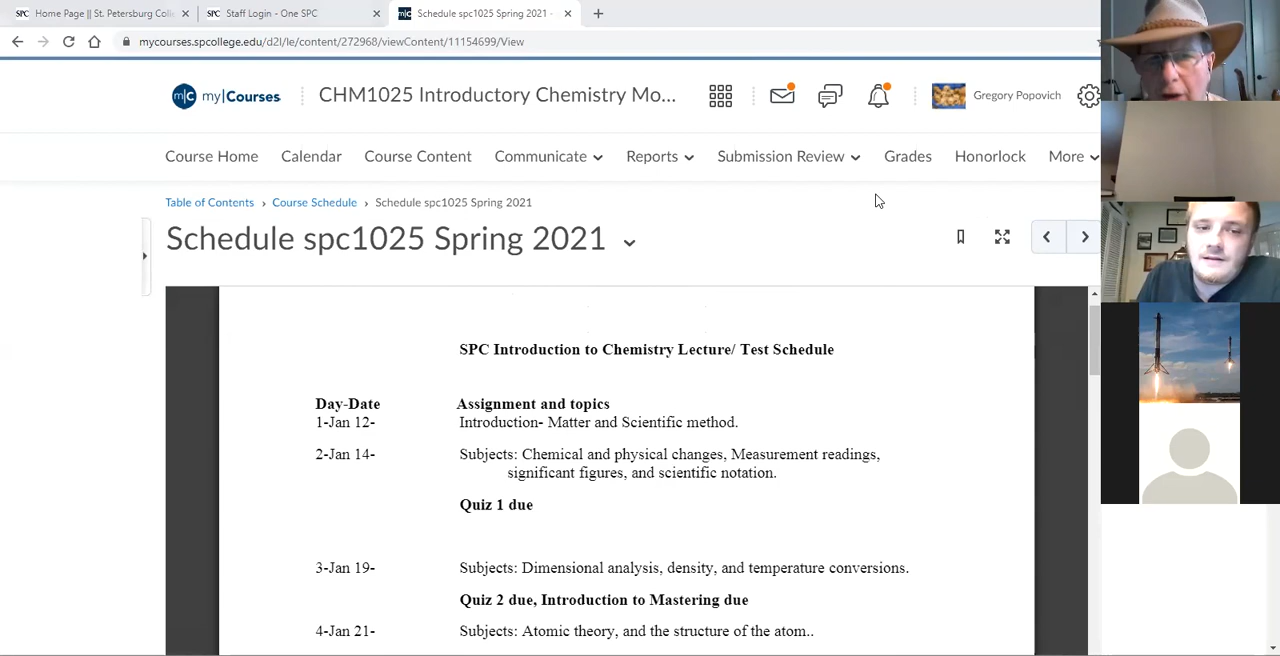 SPC Home Page || St. Petersburg Coll
SPC Staff Login - One SPC
m|C Schedule spc1025 Spring 2021 -
mycourses.spcollege.edu/d2l/le/content/272968/viewContent/11154699/View
m|C my|Courses
CHM1025 Introductory Chemistry Mo...
Gregory Popovich
Course Home
Calendar
Course Content
Communicate
Reports
Submission Review
Grades
Honorlock
More
Table of Contents › Course Schedule › Schedule spc1025 Spring 2021
Schedule spc1025 Spring 2021
SPC Introduction to Chemistry Lecture/ Test Schedule
Day-Date Assignment and topics
1-Jan 12- Introduction- Matter and Scientific method.
2-Jan 14- Subjects: Chemical and physical changes, Measurement readings,
significant figures, and scientific notation.
Quiz 1 due
3-Jan 19- Subjects: Dimensional analysis, density, and temperature conversions.
Quiz 2 due, Introduction to Mastering due
4-Jan 21- Subjects: Atomic theory, and the structure of the atom..